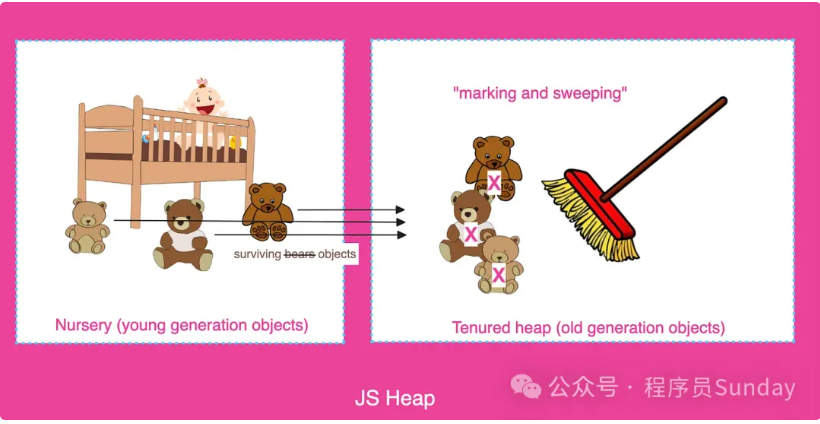 "marking and sweeping"
X
X
X
surviving bears objects
Nursery (young generation objects)
Tenured heap (old generation objects)
公众号 · 程序员Sunday
JS Heap